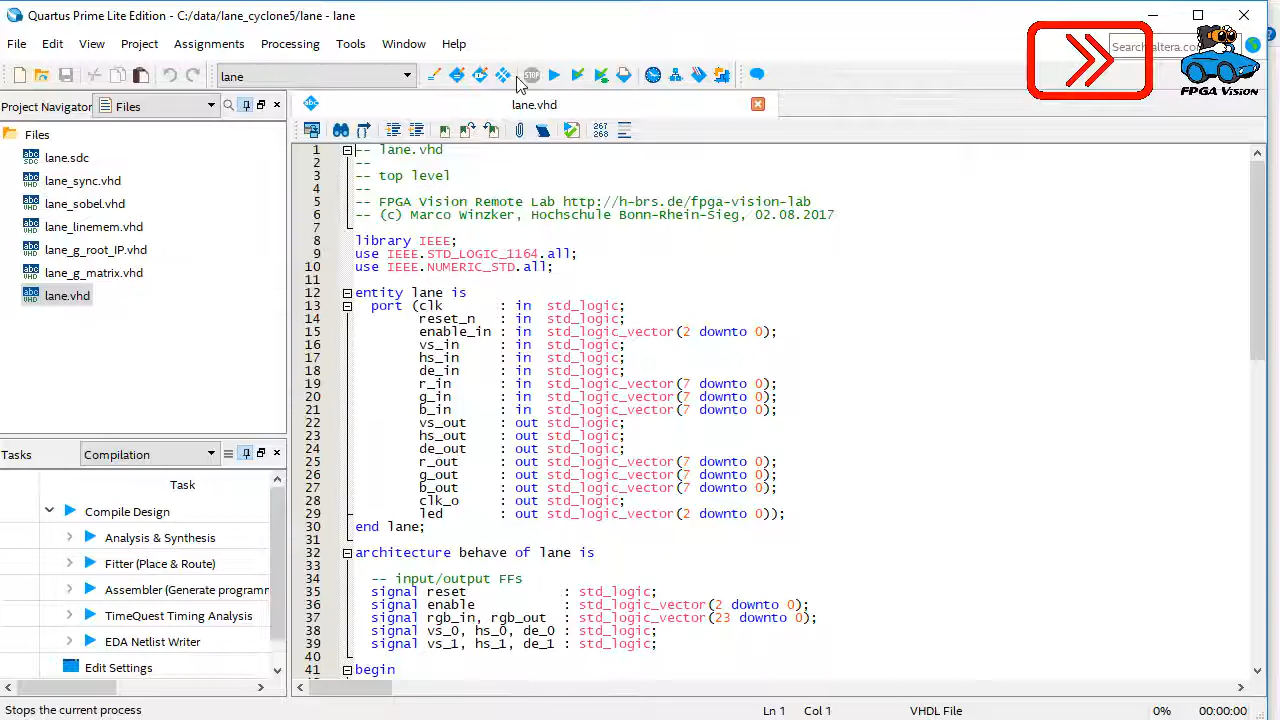 Quartus Prime Lite Edition - C:/data/lane_cyclone5/lane - lane
File Edit View Project Assignments Processing Tools Window Help
Search altera.co
FPGA Vision
lane
STOP
Project Navigator Files
lane.vhd
Files
lane.sdc
lane_sync.vhd
lane_sobel.vhd
lane_linemem.vhd
lane_g_root_IP.vhd
lane_g_matrix.vhd
lane.vhd
267
268
1 -- lane.vhd
2 --
3 -- top level
4 --
5 -- FPGA Vision Remote Lab http://h-brs.de/fpga-vision-lab
6 -- (c) Marco Winzker, Hochschule Bonn-Rhein-Sieg, 02.08.2017
7
8 library IEEE;
9 use IEEE.STD_LOGIC_1164.all;
10 use IEEE.NUMERIC_STD.all;
11
12 entity lane is
13 port (clk : in std_logic;
14 reset_n : in std_logic;
15 enable_in : in std_logic_vector(2 downto 0);
16 vs_in : in std_logic;
17 hs_in : in std_logic;
18 de_in : in std_logic;
19 r_in : in std_logic_vector(7 downto 0);
20 g_in : in std_logic_vector(7 downto 0);
21 b_in : in std_logic_vector(7 downto 0);
22 vs_out : out std_logic;
23 hs_out : out std_logic;
24 de_out : out std_logic;
25 r_out : out std_logic_vector(7 downto 0);
26 g_out : out std_logic_vector(7 downto 0);
27 b_out : out std_logic_vector(7 downto 0);
28 clk_o : out std_logic;
29 led : out std_logic_vector(2 downto 0));
30 end lane;
31
32 architecture behave of lane is
33
34 -- input/output FFs
35 signal reset : std_logic;
36 signal enable : std_logic_vector(2 downto 0);
37 signal rgb_in, rgb_out : std_logic_vector(23 downto 0);
38 signal vs_0, hs_0, de_0 : std_logic;
39 signal vs_1, hs_1, de_1 : std_logic;
40
41 begin
Tasks Compilation
Task
Compile Design
Analysis & Synthesis
Fitter (Place & Route)
Assembler (Generate programm
TimeQuest Timing Analysis
EDA Netlist Writer
Edit Settings
Stops the current process
Ln 1 Col 1 VHDL File 0% 00:00:00